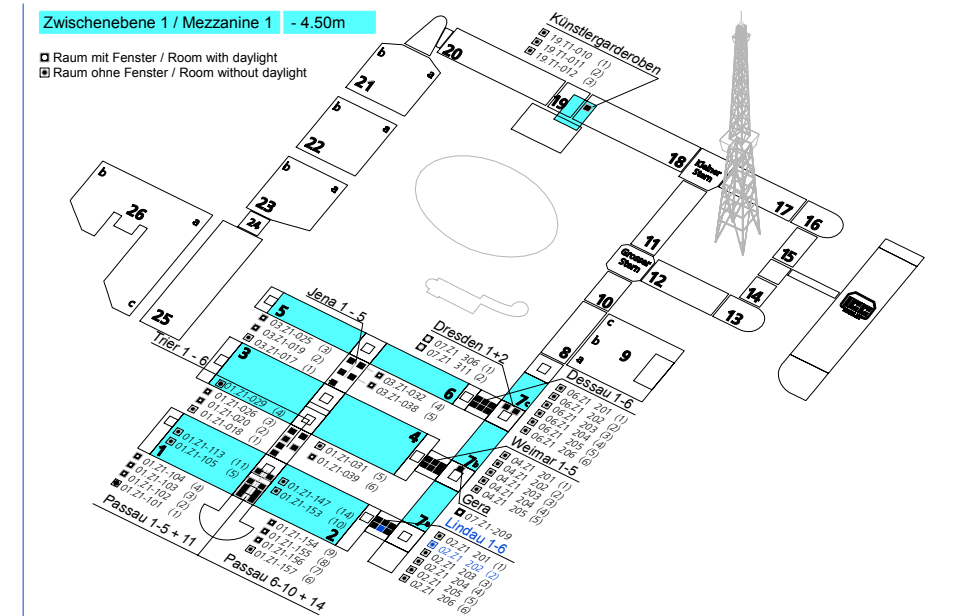 Zwischenebene 1 / Mezzanine 1 - 4.50m
Raum mit Fenster / Room with daylight
Raum ohne Fenster / Room without daylight
Künstlergarderoben
19 T1-010 (1)
19 T1-011 (2)
19 T1-012 (3)
20
b
21
a
19
b
22
a
18
Kleiner
Stern
17
16
b
23
a
24
b
26
a
c
25
11
Grosser
Stern
12
15
14
13
10
8
c
b
9
a
Jena 1 - 5
5
03.Z1-025 (3)
03.Z1-019 (2)
03.Z1-017 (1)
03.Z1-032 (4)
03.Z1-038 (5)
6
Dresden 1+2
07.Z1 306 (1)
07.Z1 311 (2)
7c
Trier 1 - 6
3
01.Z1-029 (4)
01.Z1-026 (3)
01.Z1-020 (2)
01.Z1-018 (1)
4
01.Z1-031 (5)
01.Z1-039 (6)
Dessau 1-6
06.Z1 201 (1)
06.Z1 202 (2)
06.Z1 203 (3)
06.Z1 204 (4)
06.Z1 205 (5)
06.Z1 206 (6)
7b
Weimar 1-5
04.Z1 201 (1)
04.Z1 202 (2)
04.Z1 203 (3)
04.Z1 204 (4)
04.Z1 205 (5)
Gera
07.Z1-209
1
01.Z1-113 (11)
01.Z1-105 (5)
01.Z1-104 (4)
01.Z1-103 (3)
01.Z1-102 (2)
01.Z1-101 (1)
Passau 1-5 + 11
01.Z1-147 (14)
01.Z1-153 (10)
2
01.Z1-154 (9)
01.Z1-155 (8)
01.Z1-156 (7)
01.Z1-157 (6)
Passau 6-10 + 14
7a
Lindau 1-6
02.Z1 201 (1)
02.Z1 202 (2)
02.Z1 203 (3)
02.Z1 204 (4)
02.Z1 205 (5)
02.Z1 206 (6)